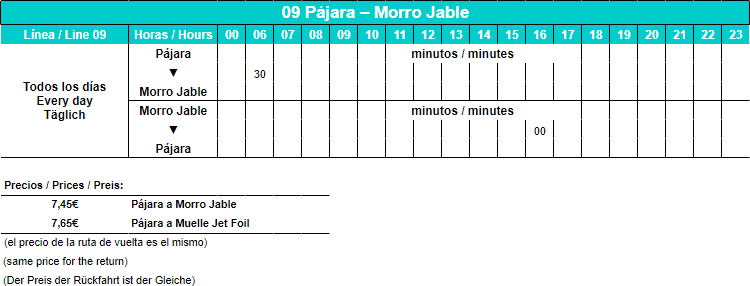 09 Pájara – Morro Jable
Línea / Line 09 Horas / Hours 00 06 07 08 09 10 11 12 13 14 15 16 17 18 19 20 21 22 23
Pájara minutos / minutes
▼ 30
Todos los días
Every day
Täglich
Morro Jable
Morro Jable minutos / minutes
▼ 00
Pájara
Precios / Prices / Preis:
7,45€ Pájara a Morro Jable
7,65€ Pájara a Muelle Jet Foil
(el precio de la ruta de vuelta es el mismo)
(same price for the return)
(Der Preis der Rückfahrt ist der Gleiche)